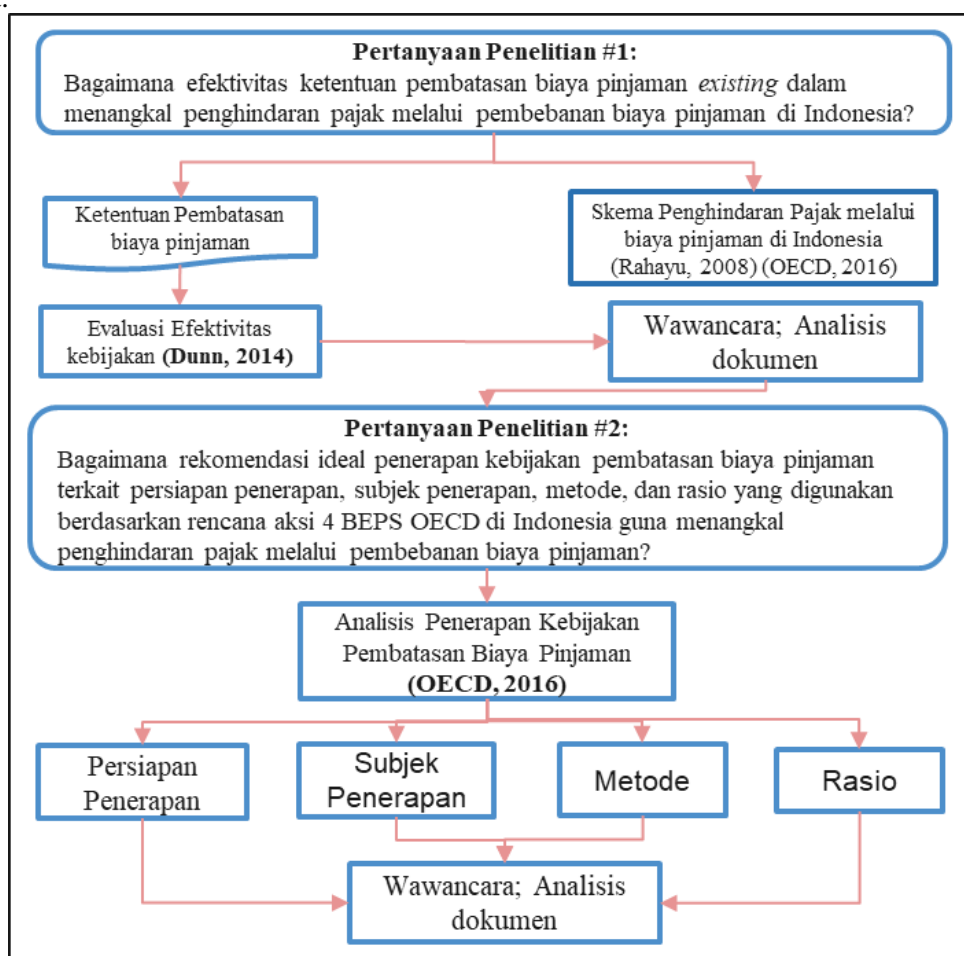 Pertanyaan Penelitian #1:
Bagaimana efektivitas ketentuan pembatasan biaya pinjaman existing dalam
menangkal penghindaran pajak melalui pembebanan biaya pinjaman di Indonesia?
Ketentuan Pembatasan
biaya pinjaman
Skema Penghindaran Pajak melalui
biaya pinjaman di Indonesia
(Rahayu, 2008) (OECD, 2016)
Evaluasi Efektivitas
kebijakan (Dunn, 2014)
Wawancara; Analisis
dokumen
Pertanyaan Penelitian #2:
Bagaimana rekomendasi ideal penerapan kebijakan pembatasan biaya pinjaman
terkait persiapan penerapan, subjek penerapan, metode, dan rasio yang digunakan
berdasarkan rencana aksi 4 BEPS OECD di Indonesia guna menangkal
penghindaran pajak melalui pembebanan biaya pinjaman?
Analisis Penerapan Kebijakan
Pembatasan Biaya Pinjaman
(OECD, 2016)
Persiapan
Penerapan
Subjek
Penerapan
Metode
Rasio
Wawancara; Analisis
dokumen